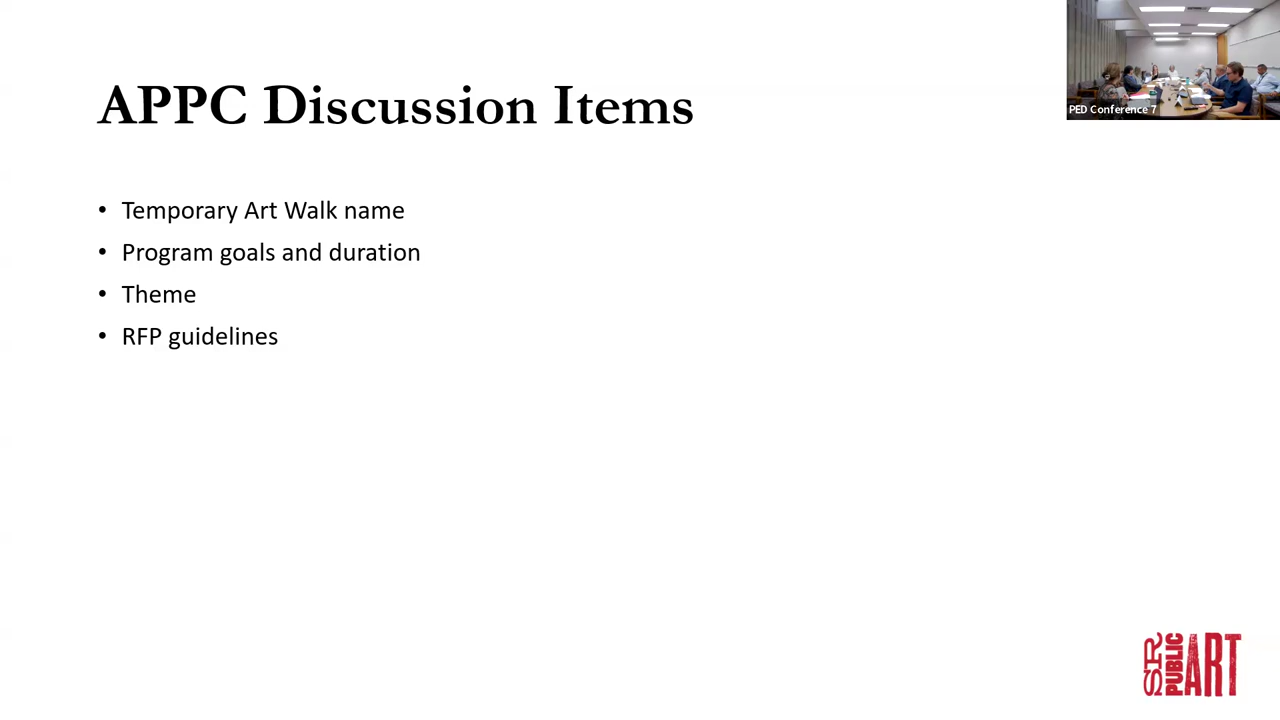 APPC Discussion Items
PED Conference 7
• Temporary Art Walk name
• Program goals and duration
• Theme
• RFP guidelines
SR
PUBLIC
ART